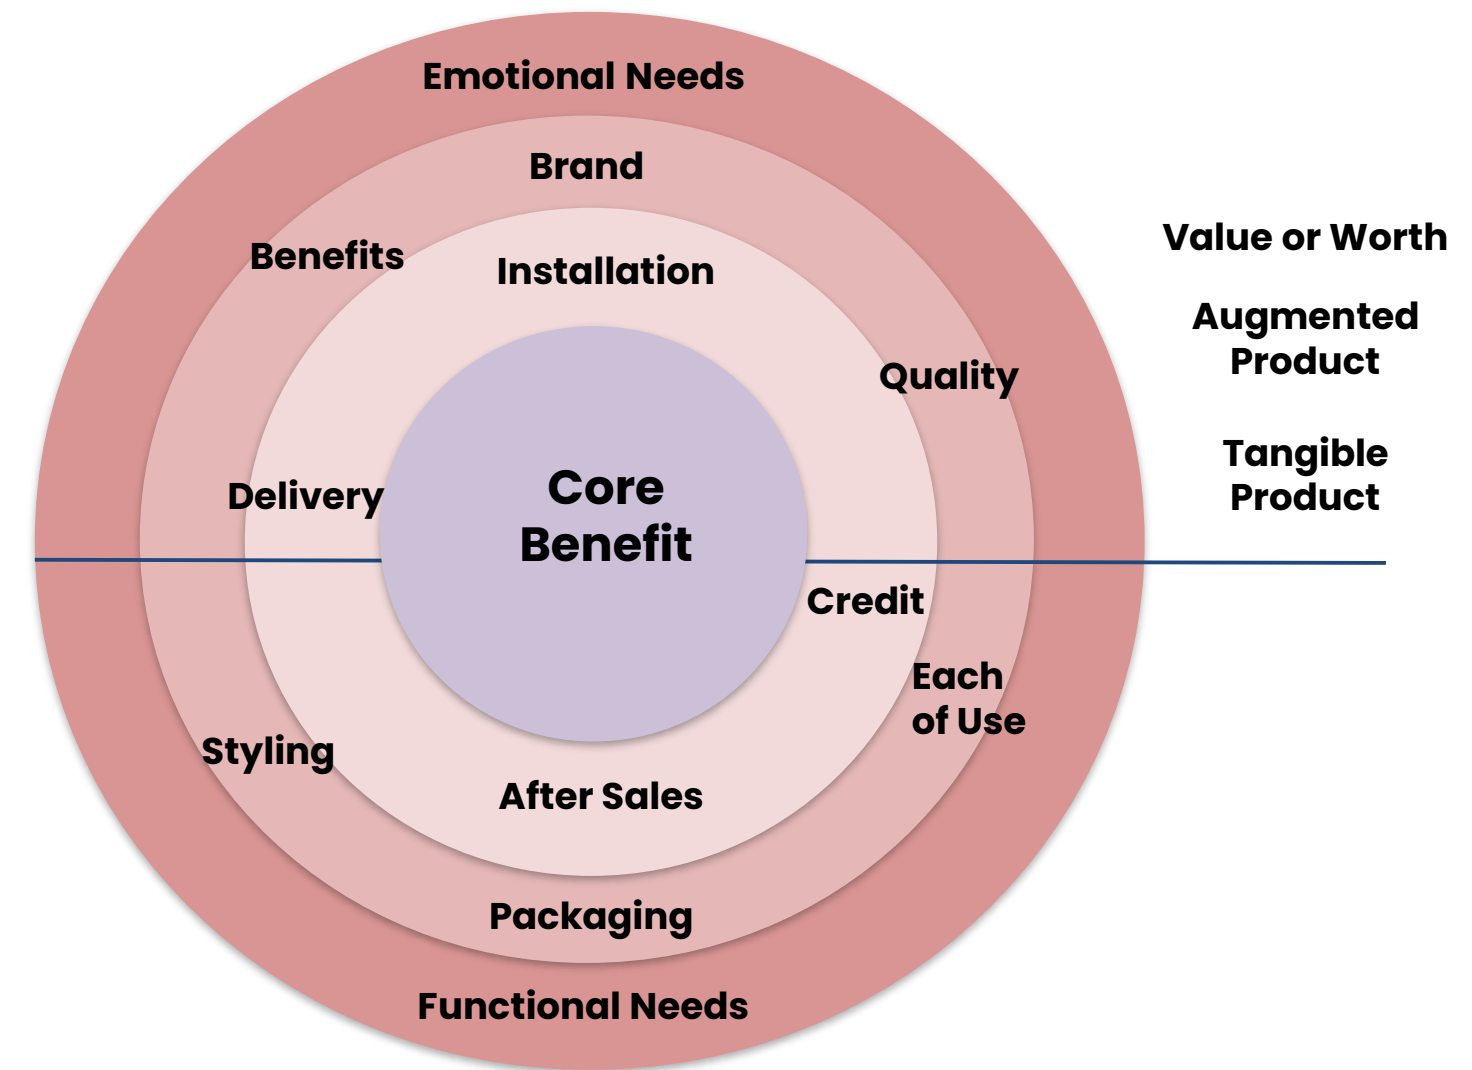 Emotional Needs
Brand
Benefits
Installation
Quality
Delivery
Core
Benefit
Credit
Each
of Use
Styling
After Sales
Packaging
Functional Needs
Value or Worth
Augmented
Product
Tangible
Product